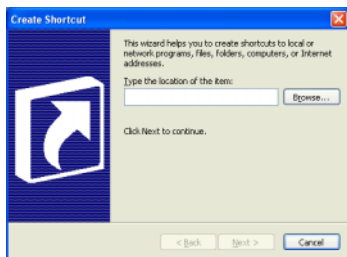 Create Shortcut
This wizard helps you to create shortcuts to local or
network programs, files, folders, computers, or Internet
addresses.
Type the location of the item:
Browse...
Click Next to continue.
< Back
Next >
Cancel